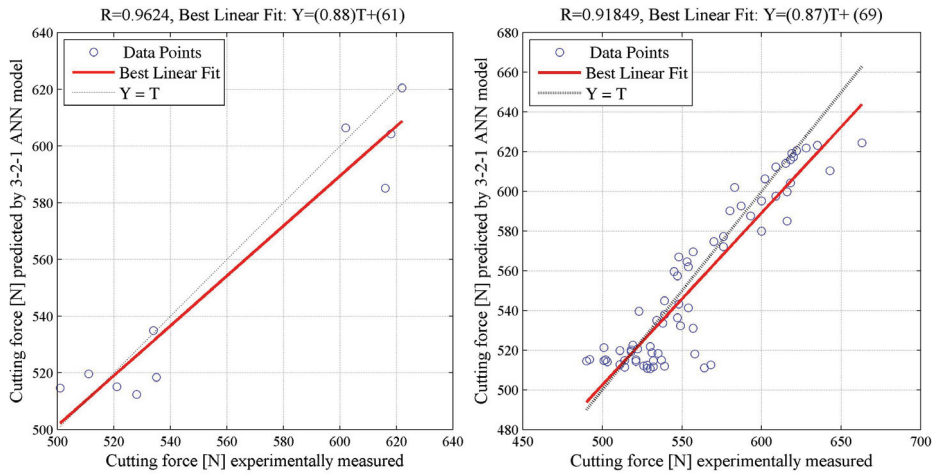 R=0.9624, Best Linear Fit: Y=(0.88)T+(61)
Cutting force [N] predicted by 3-2-1 ANN model
640
620
600
580
560
540
520
500
Data Points
Best Linear Fit
Y = T
500 520 540 560 580 600 620 640
Cutting force [N] experimentally measured
R=0.91849, Best Linear Fit: Y=(0.87)T+ (69)
Cutting force [N] predicted by 3-2-1 ANN model
680
660
640
620
600
580
560
540
520
500
480
Data Points
Best Linear Fit
Y = T
450 500 550 600 650 700
Cutting force [N] experimentally measured